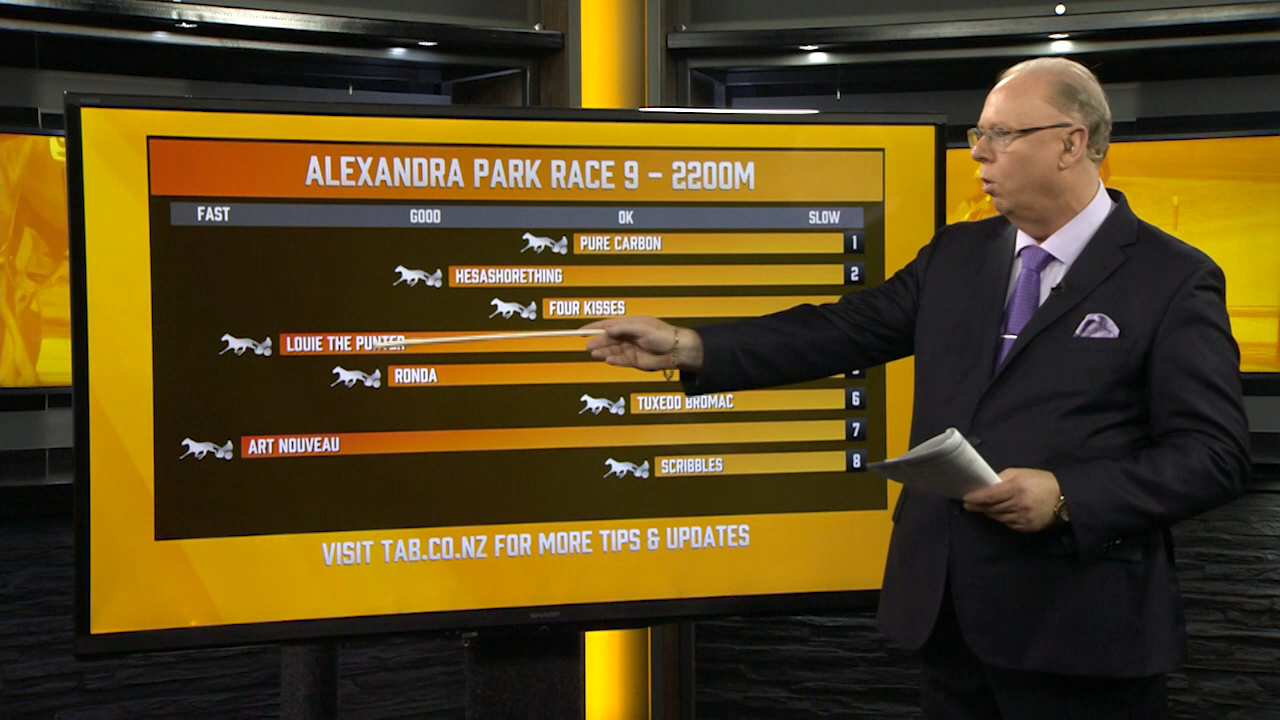 ALEXANDRA PARK RACE 9 – 2200M
FAST GOOD OK SLOW
PURE CARBON 1
HESASHORETHING 2
FOUR KISSES
LOUIE THE PUNTER
RONDA
TUXEDO BROMAC 6
ART NOUVEAU 7
SCRIBBLES 8
VISIT TAB.CO.NZ FOR MORE TIPS & UPDATES
SHARP